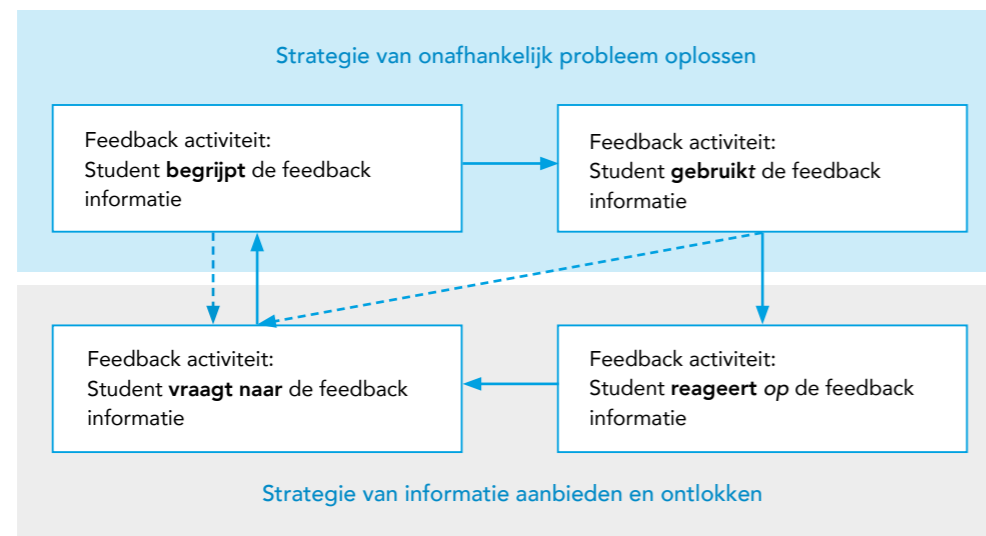 Strategie van onafhankelijk probleem oplossen
Feedback activiteit:
Student begrijpt de feedback
informatie
Feedback activiteit:
Student gebruikt de feedback
informatie
Feedback activiteit:
Student vraagt naar de feedback
informatie
Feedback activiteit:
Student reageert op de feedback
informatie
Strategie van informatie aanbieden en ontlokken